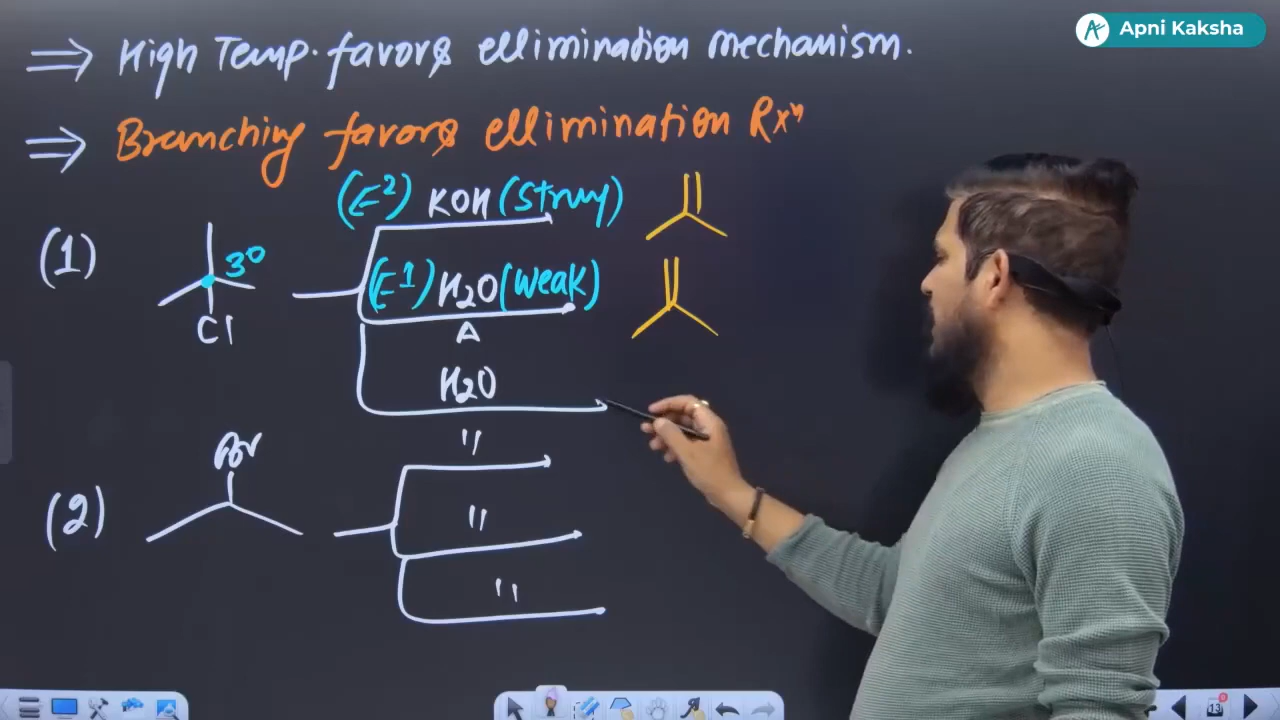 Apni Kaksha
⇒ High Temp. favors ellimination mechanism.
⇒ Branching favors ellimination Rxⁿ
(E²) KOH (Strong)
(1) 3° Cl
(E1) H₂O (Weak)
Δ
H₂O
(2) Br
"
"
"
13